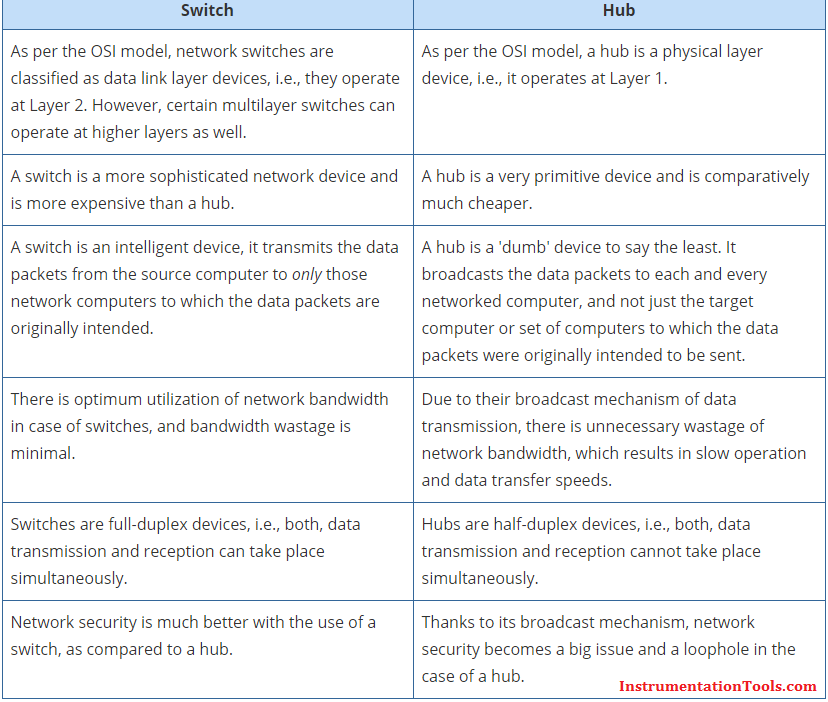 Switch
Hub
As per the OSI model, network switches are
classified as data link layer devices, i.e., they operate
at Layer 2. However, certain multilayer switches can
operate at higher layers as well.
As per the OSI model, a hub is a physical layer
device, i.e., it operates at Layer 1.
A switch is a more sophisticated network device and
is more expensive than a hub.
A hub is a very primitive device and is comparatively
much cheaper.
A switch is an intelligent device, it transmits the data
packets from the source computer to only those
network computers to which the data packets are
originally intended.
A hub is a 'dumb' device to say the least. It
broadcasts the data packets to each and every
networked computer, and not just the target
computer or set of computers to which the data
packets were originally intended to be sent.
There is optimum utilization of network bandwidth
in case of switches, and bandwidth wastage is
minimal.
Due to their broadcast mechanism of data
transmission, there is unnecessary wastage of
network bandwidth, which results in slow operation
and data transfer speeds.
Switches are full-duplex devices, i.e., both, data
transmission and reception can take place
simultaneously.
Hubs are half-duplex devices, i.e., both, data
transmission and reception cannot take place
simultaneously.
Network security is much better with the use of a
switch, as compared to a hub.
Thanks to its broadcast mechanism, network
security becomes a big issue and a loophole in the
case of a hub.
InstrumentationTools.com